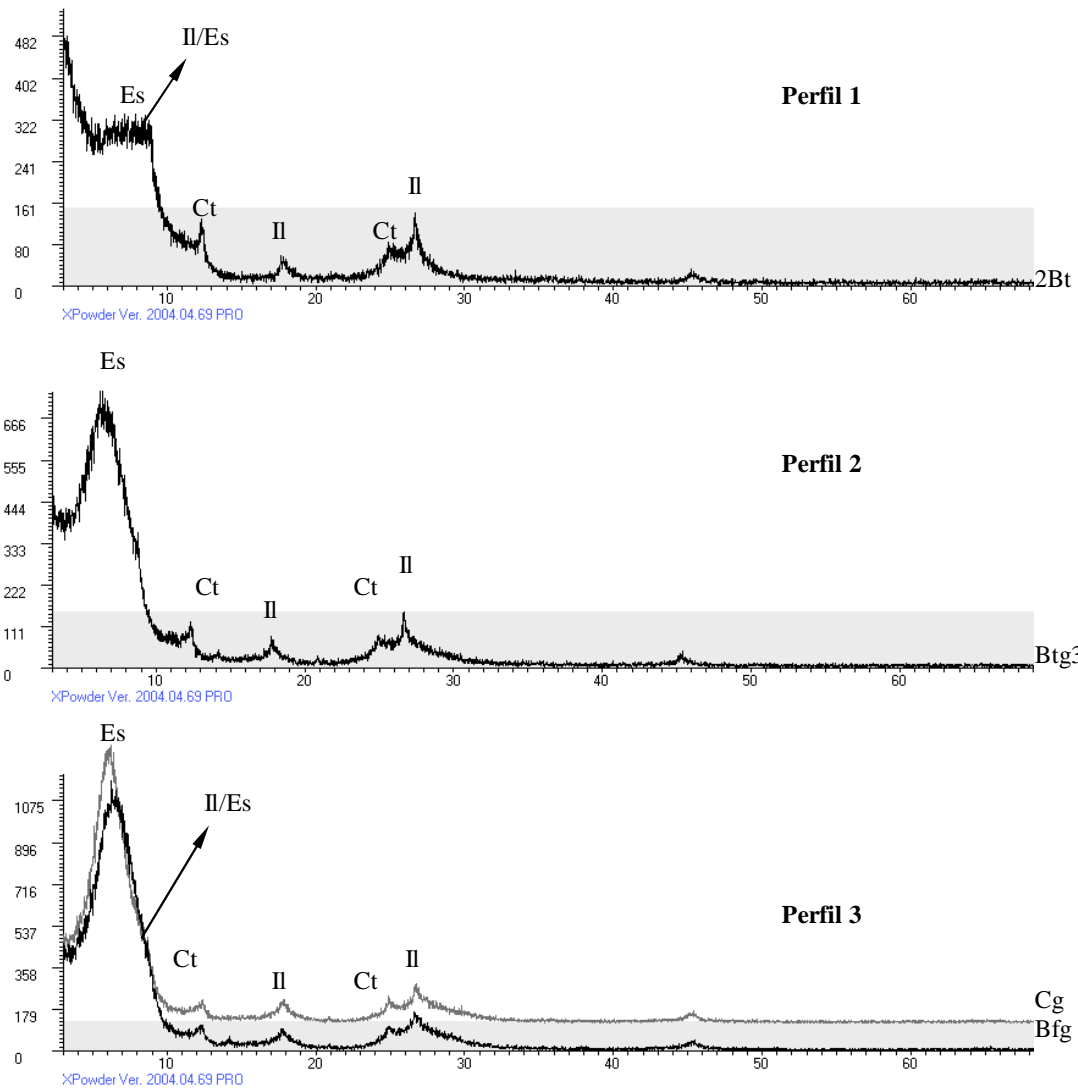 482
Il/Es
402
Es
Perfil 1
322
241
161
Il
Ct
Il
Ct
80
0
2Bt
10 20 30 40 50 60
XPowder Ver. 2004.04.69 PRO
Es
666
555
Perfil 2
444
333
Il
222
Ct
Ct
Il
111
0
Btg3
10 20 30 40 50 60
XPowder Ver. 2004.04.69 PRO
Es
1075
Il/Es
896
716
Perfil 3
537
358
Ct
Il
Ct
Il
179
Cg
Bfg
0
10 20 30 40 50 60
XPowder Ver. 2004.04.69 PRO